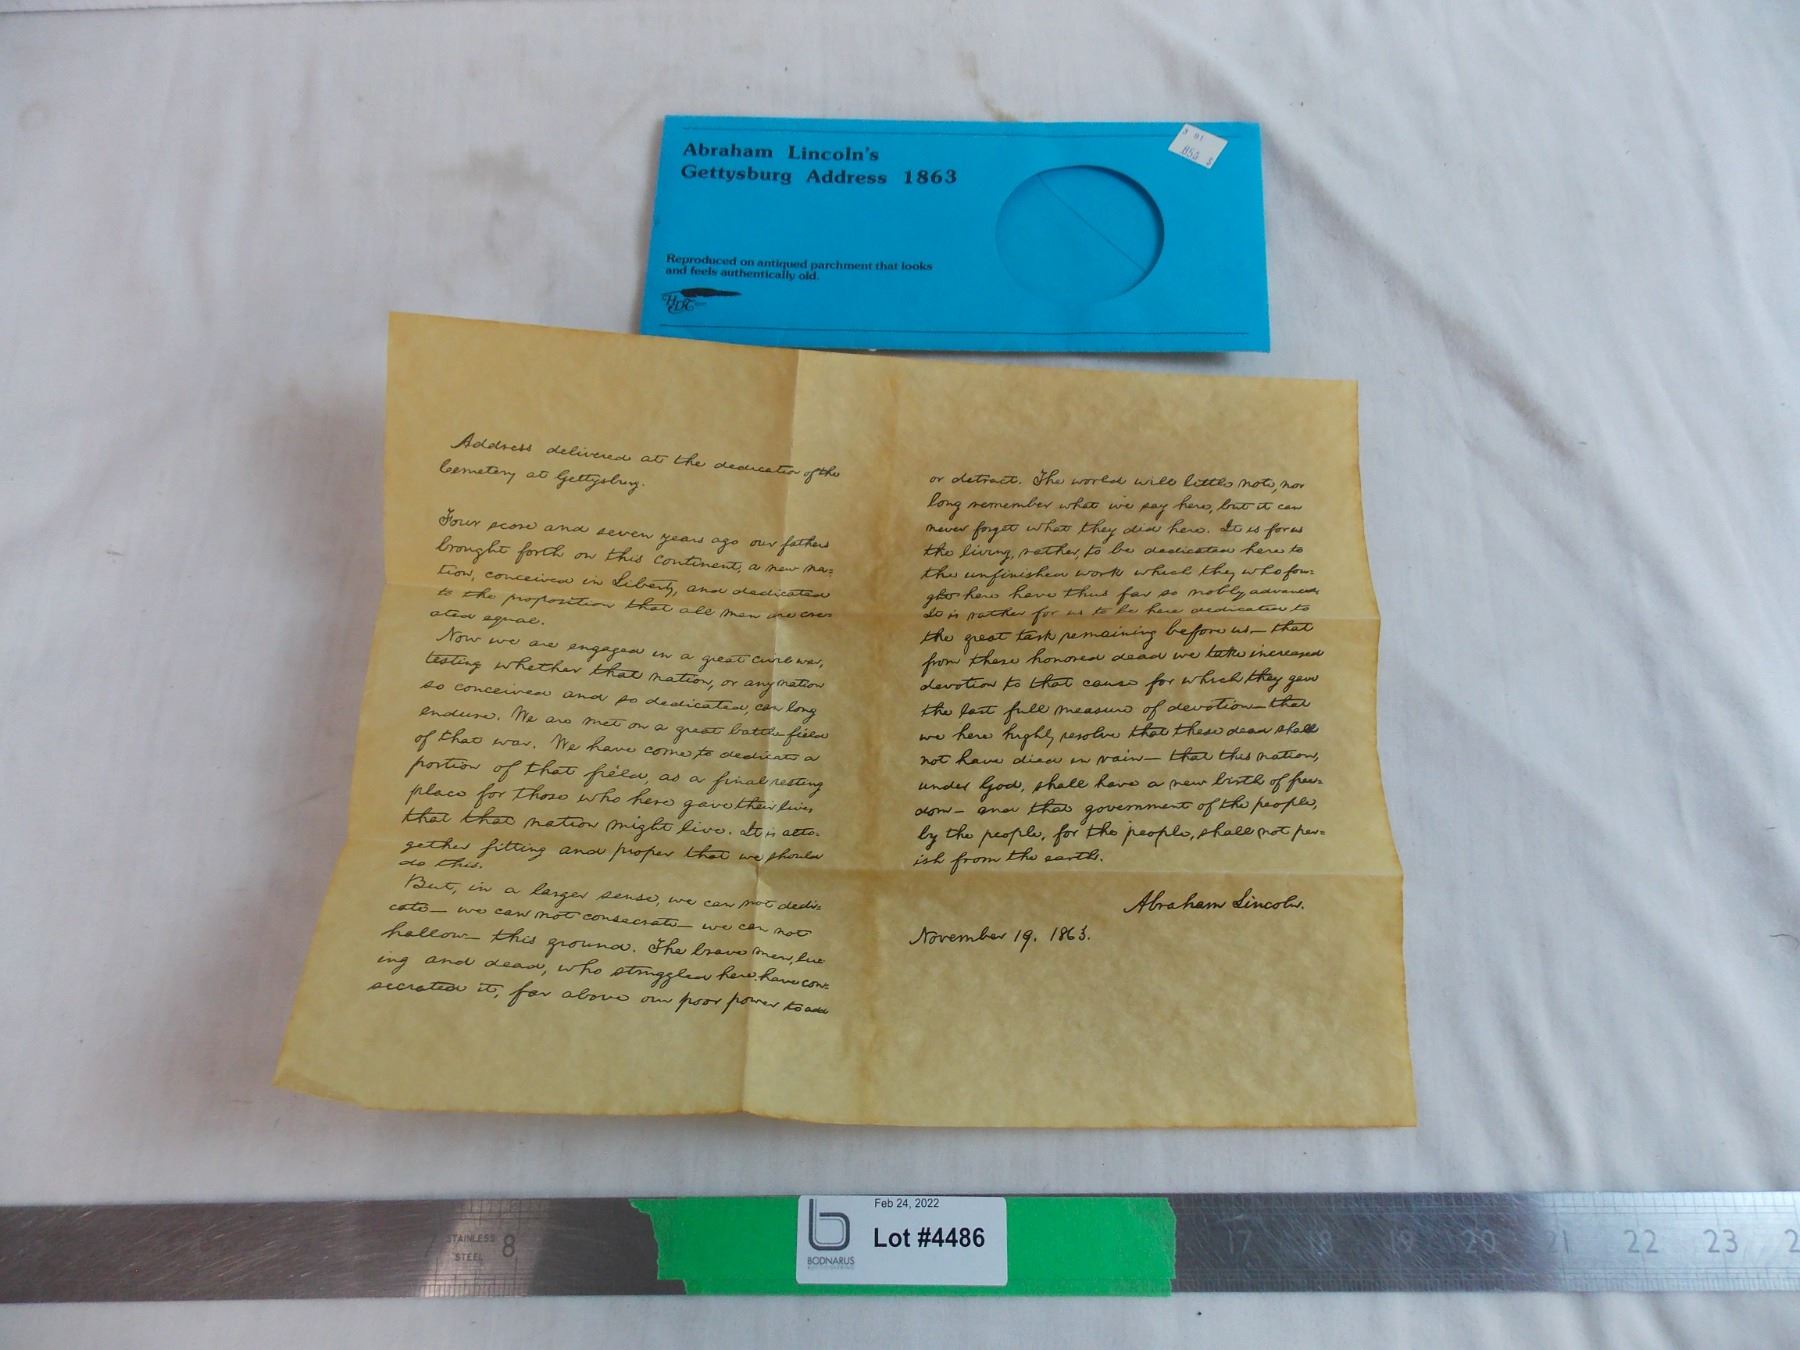 Abraham Lincoln's
Gettysburg Address 1863
3 91
Reproduced on antiqued parchment that looks
and feels authentically old.
Address delivered at the dedication of the
Cemetery at Gettysburg.
Four score and seven years ago our fathers
brought forth on this continent, a new na=
tion, conceived in Liberty, and dedicated
to the proposition that all men are cre=
ated equal.
Now we are engaged in a great civil war,
testing whether that nation, or any nation
so conceived and so dedicated, can long
endure. We are met on a great battle-field
of that war. We have come to dedicate a
portion of that field, as a final resting
place for those who here gave their lives
that that nation might live. It is alto=
gether fitting and proper that we should
do this.
But, in a larger sense, we can not dedi=
cate— we can not consecrate— we can not
hallow— this ground. The brave men, liv=
ing and dead, who struggled here, have con=
secrated it, far above our poor power to add
or detract. The world will little note, nor
long remember what we say here, but it can
never forget what they did here. It is for us
the living, rather, to be dedicated here to
the unfinished work which they who fou=
ght here have thus far so nobly advanced.
It is rather for us to be here dedicated to
the great task remaining before us— that
from these honored dead we take increased
devotion to that cause for which they gave
the last full measure of devotion— that
we here highly resolve that these dead shall
not have died in vain— that this nation,
under God, shall have a new birth of free=
dom— and that government of the people,
by the people, for the people, shall not per=
ish from the earth.
Abraham Lincoln.
November 19. 1863.
Feb 24, 2022
Lot #4486
BODNARUS
STAINLESS
STEEL
8
17 18 19 20 21 22 23